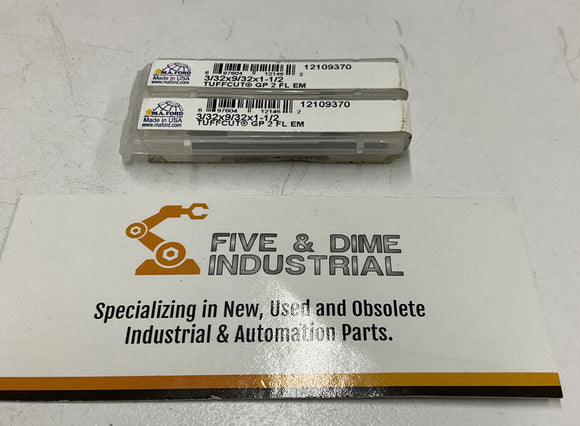 M.A. FORD
Made in USA
www.maford.com
6 97604 12146 2
12109370
3/32x9/32x1-1/2
TUFFCUT® GP 2 FL EM
M.A. FORD
Made in USA
www.maford.com
6 97604 12146 2
12109370
3/32x9/32x1-1/2
TUFFCUT® GP 2 FL EM
FIVE & DIME
INDUSTRIAL
Specializing in New, Used and Obsolete
Industrial & Automation Parts.